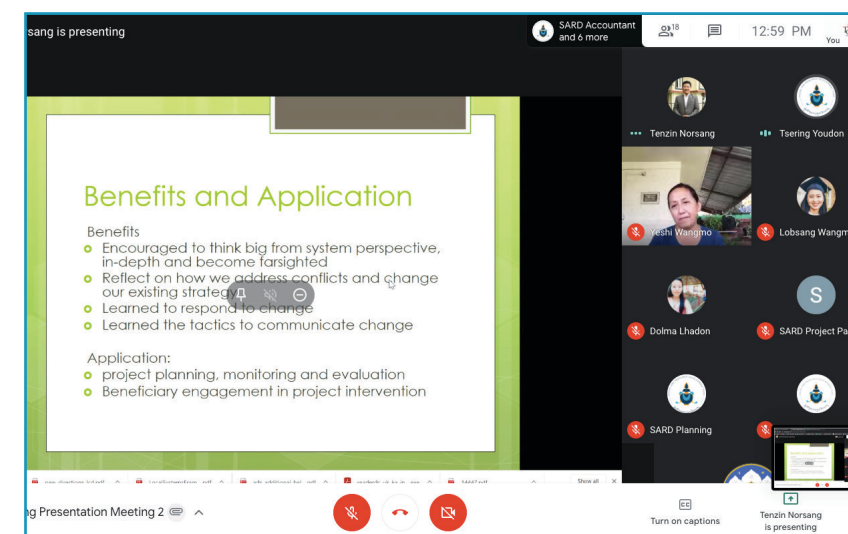 rsang is presenting
SARD Accountant
and 6 more
18
12:59 PM
You
Benefits and Application
Benefits
Encouraged to think big from system perspective,
in-depth and become farsighted
Reflect on how we address conflicts and change
our existing strategy
Learned to respond to change
Learned the tactics to communicate change
Application:
project planning, monitoring and evaluation
Beneficiary engagement in project intervention
Tenzin Norsang
Tsering Youdon
Yeshi Wangmo
Lobsang Wangm
Dolma Lhadon
S
SARD Project Pa
SARD Planning
Show all
ng Presentation Meeting 2
CC
Turn on captions
Tenzin Norsang
is presenting